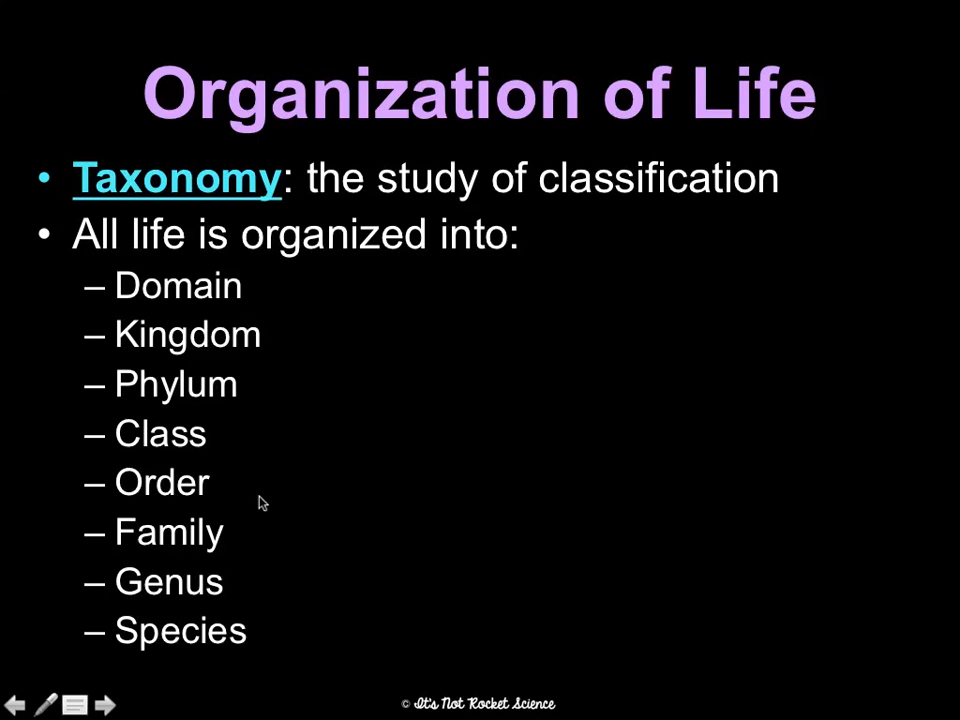 Organization of Life
• Taxonomy: the study of classification
• All life is organized into:
– Domain
– Kingdom
– Phylum
– Class
– Order
– Family
– Genus
– Species
© It's Not Rocket Science